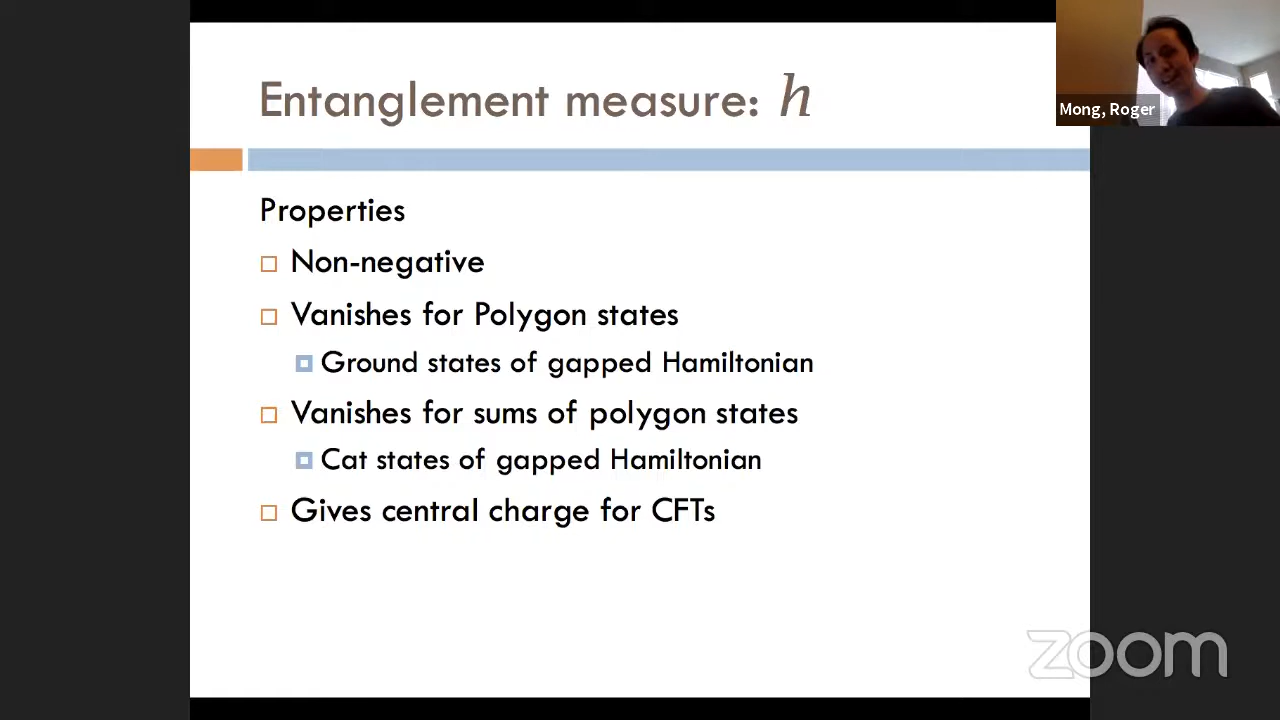 Entanglement measure: h
Mong, Roger
Properties
Non-negative
Vanishes for Polygon states
Ground states of gapped Hamiltonian
Vanishes for sums of polygon states
Cat states of gapped Hamiltonian
Gives central charge for CFTs
zoom